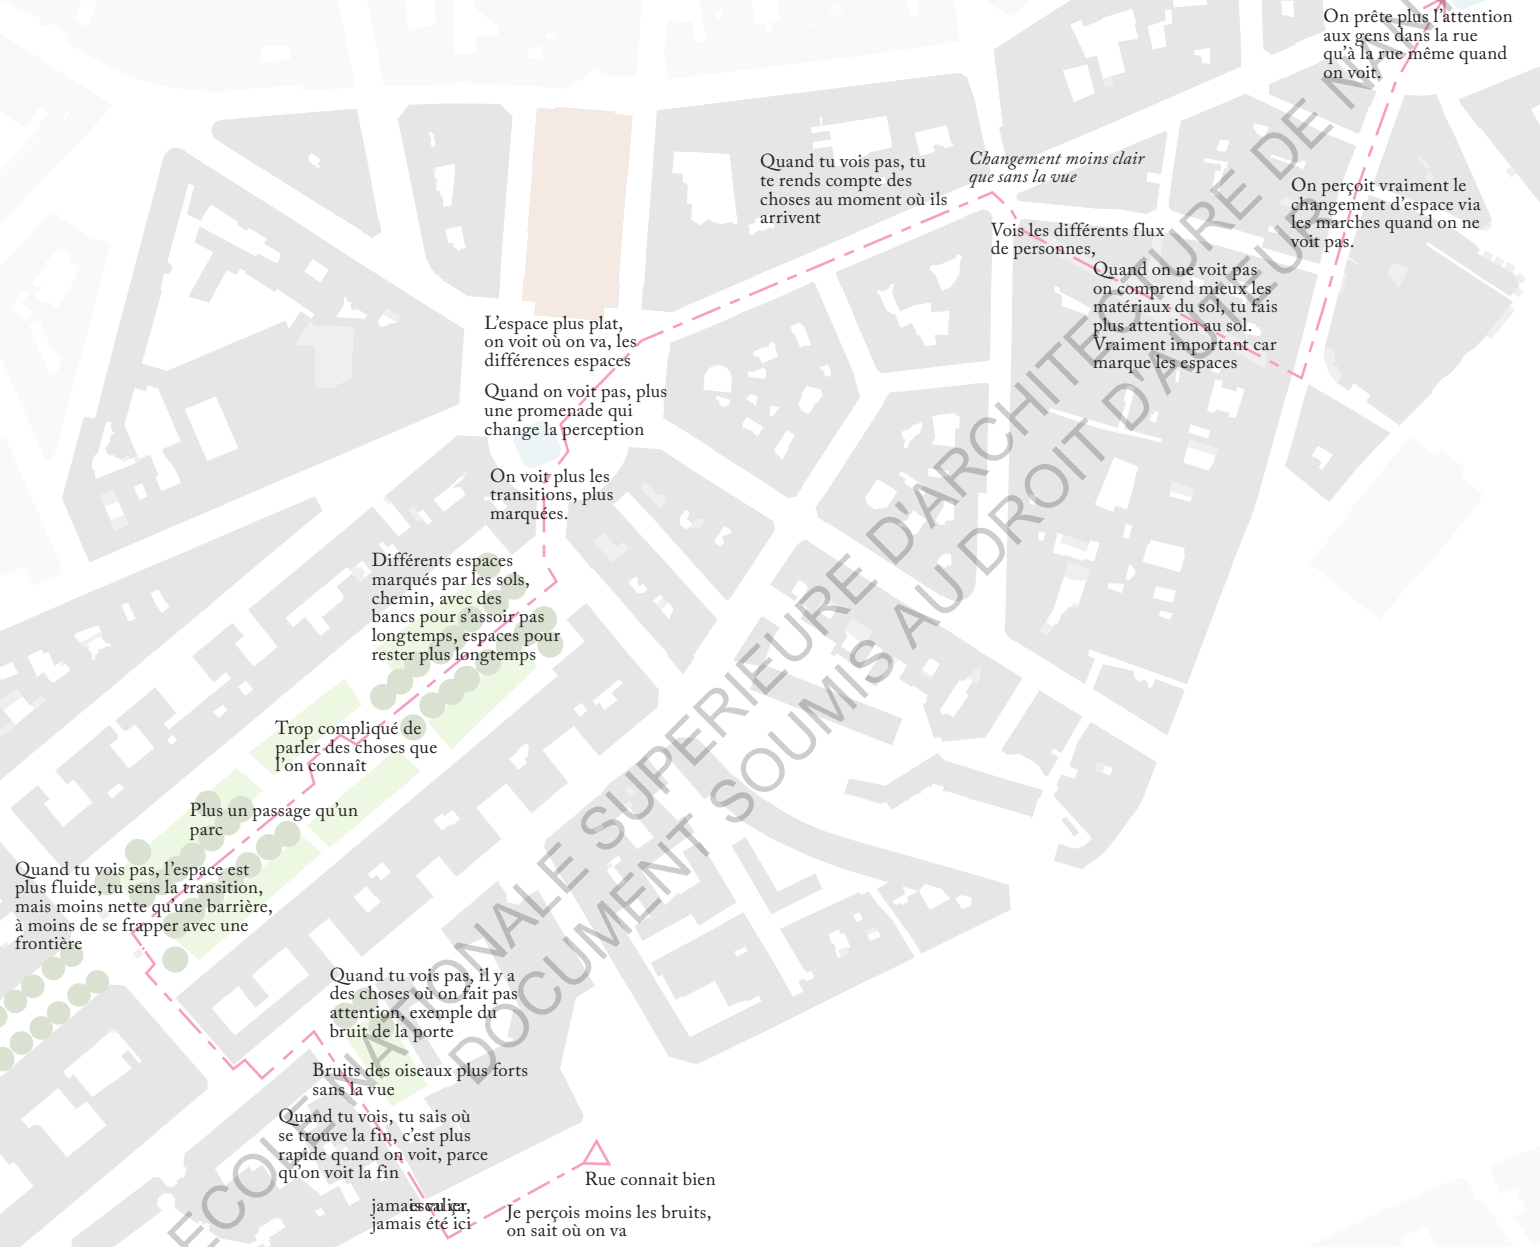 On prête plus l'attention
aux gens dans la rue
qu'à la rue même quand
on voit.
Quand tu vois pas, tu
te rends compte des
choses au moment où ils
arrivent
Changement moins clair
que sans la vue
On perçoit vraiment le
changement d'espace via
les marches quand on ne
voit pas.
Vois les différents flux
de personnes,
Quand on ne voit pas
on comprend mieux les
matériaux du sol, tu fais
plus attention au sol.
Vraiment important car
marque les espaces
L'espace plus plat,
on voit où on va, les
différences espaces
Quand on voit pas, plus
une promenade qui
change la perception
On voit plus les
transitions, plus
marquées.
Différents espaces
marqués par les sols,
chemin, avec des
bancs pour s'assoir pas
longtemps, espaces pour
rester plus longtemps
Trop compliqué de
parler des choses que
l'on connaît
Plus un passage qu'un
parc
Quand tu vois pas, l'espace est
plus fluide, tu sens la transition,
mais moins nette qu'une barrière,
à moins de se frapper avec une
frontière
Quand tu vois pas, il y a
des choses où on fait pas
attention, exemple du
bruit de la porte
Bruits des oiseaux plus forts
sans la vue
Quand tu vois, tu sais où
se trouve la fin, c'est plus
rapide quand on voit, parce
qu'on voit la fin
Rue connait bien
jamais
jamais été ici
Je perçois moins les bruits,
on sait où on va
ECOLE NATIONALE SUPERIEURE D'ARCHITECTURE DE NAN
DOCUMENT SOUMIS AU DROIT D'AUTEUR